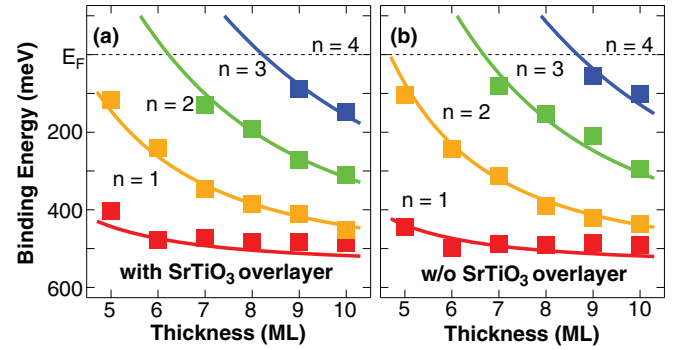 (a)
n = 4
(b)
n = 4
E_F
n = 3
n = 3
n = 2
n = 2
200
n = 1
n = 1
400
with SrTiO₃ overlayer
w/o SrTiO₃ overlayer
600
Binding Energy (meV)
5 6 7 8 9 10
5 6 7 8 9 10
Thickness (ML)
Thickness (ML)